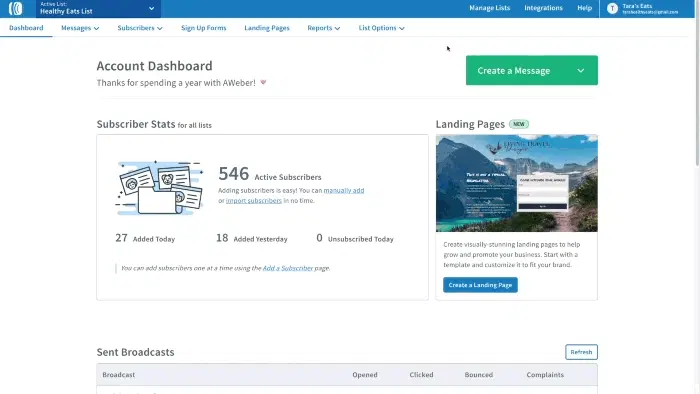 Active List:
Healthy Eats List
Manage Lists
Integrations
Help
T
Tara's Eats
Dashboard
Messages
Subscribers
Sign Up Forms
Landing Pages
Reports
List Options
Account Dashboard
Thanks for spending a year with AWeber!
Create a Message
Subscriber Stats for all lists
546 Active Subscribers
Adding subscribers is easy! You can manually add
or import subscribers in no time.
27 Added Today
18 Added Yesterday
0 Unsubscribed Today
You can add subscribers one at a time using the Add a Subscriber page.
Landing Pages NEW
LIVING TRAVEL
Create visually-stunning landing pages to help
grow and promote your business. Start with a
template and customize it to fit your brand.
Create a Landing Page
Sent Broadcasts
Refresh
Broadcast
Opened
Clicked
Bounced
Complaints